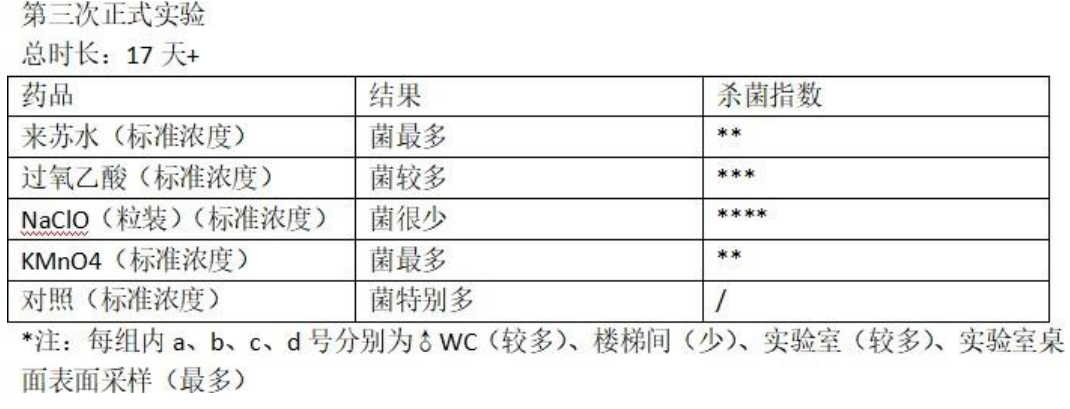 第三次正式实验
总时长：17 天+
药品 结果 杀菌指数
来苏水（标准浓度） 菌最多 **
过氧乙酸（标准浓度） 菌较多 ***
NaClO（粒装）（标准浓度） 菌很少 ****
KMnO4（标准浓度） 菌最多 **
对照（标准浓度） 菌特别多 /
*注：每组内 a、b、c、d 号分别为♂WC（较多）、楼梯间（少）、实验室（较多）、实验室桌
面表面采样（最多）